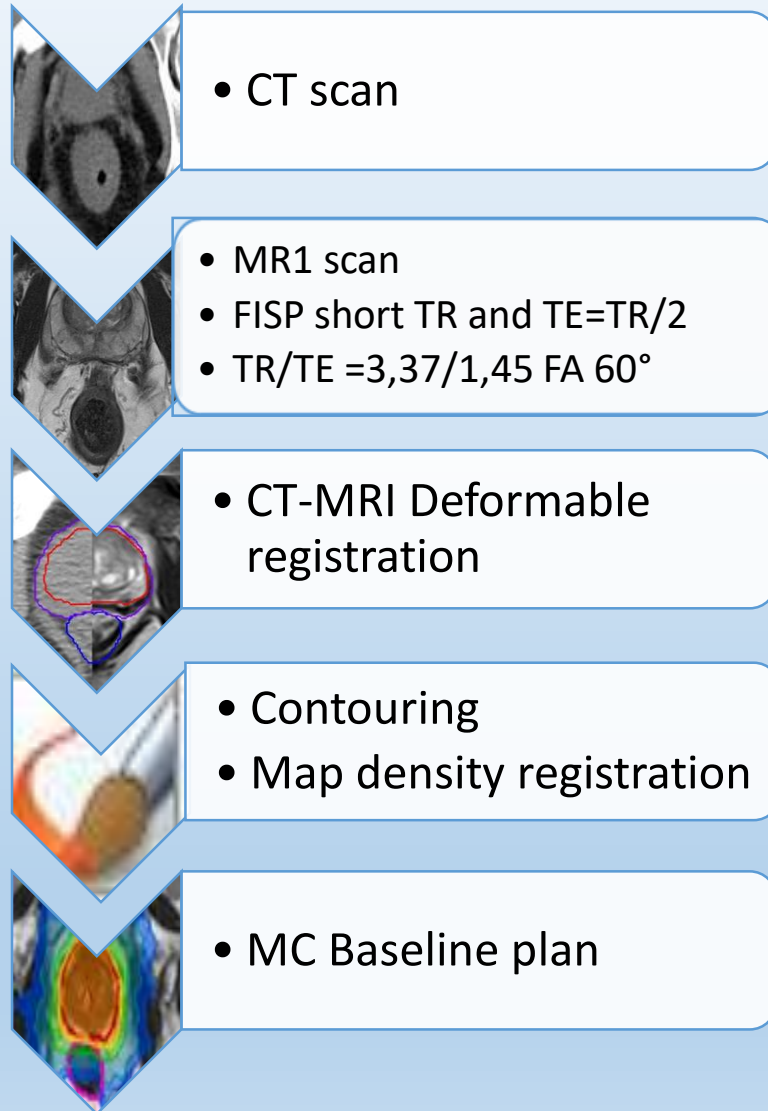 • CT scan
• MR1 scan
• FISP short TR and TE=TR/2
• TR/TE =3,37/1,45 FA 60°
• CT-MRI Deformable
registration
• Contouring
• Map density registration
• MC Baseline plan